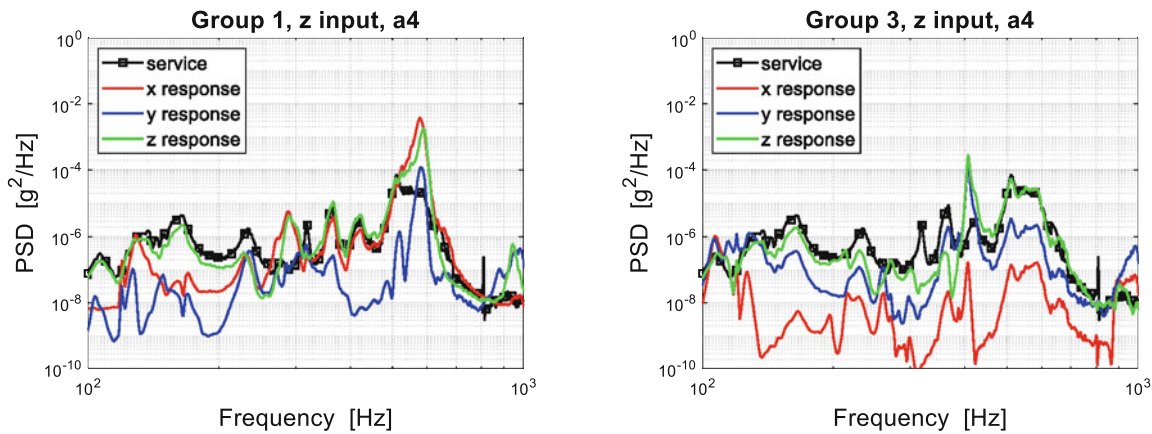 Group 1, z input, a4
10^0
10^-2
10^-4
10^-6
10^-8
10^-10
PSD [g^2/Hz]
service
x response
y response
z response
10^2
10^3
Frequency [Hz]
Group 3, z input, a4
10^0
10^-2
10^-4
10^-6
10^-8
10^-10
PSD [g^2/Hz]
service
x response
y response
z response
10^2
10^3
Frequency [Hz]